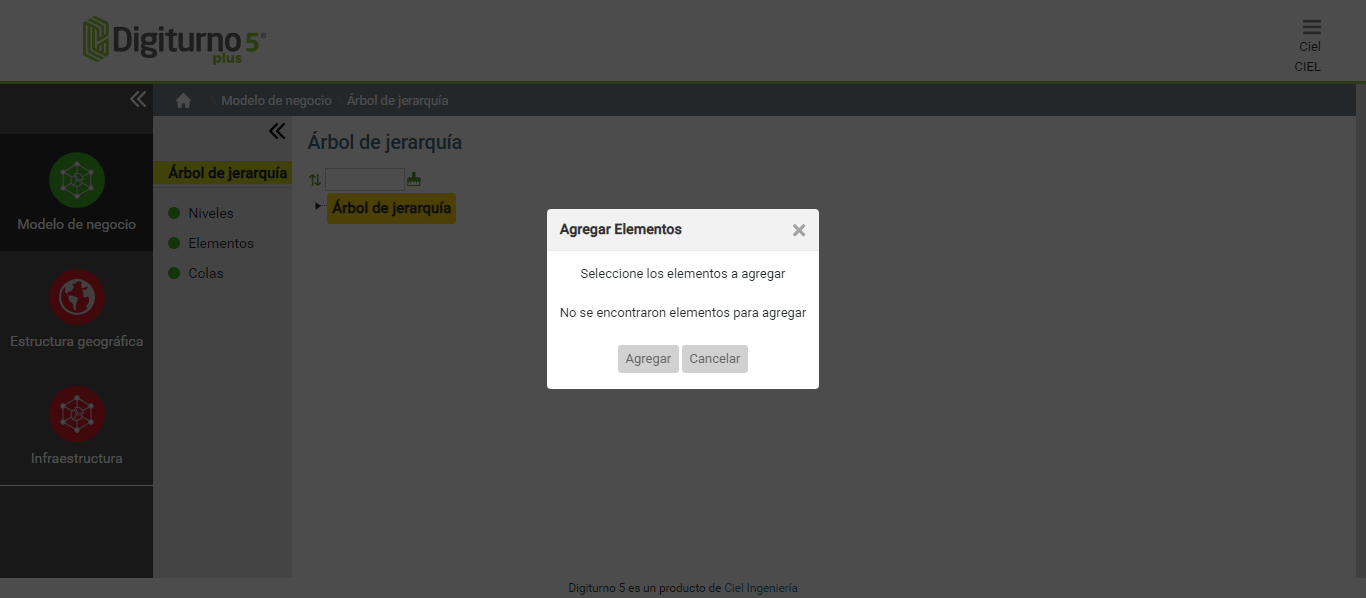 Digiturno 5®
plus
Ciel
CIEL
Modelo de negocio
Árbol de jerarquía
Árbol de jerarquía
Árbol de jerarquía
Modelo de negocio
Niveles
Elementos
Colas
Árbol de jerarquía
Estructura geográfica
Infraestructura
Agregar Elementos
Seleccione los elementos a agregar
No se encontraron elementos para agregar
Agregar
Cancelar
Digiturno 5 es un producto de Ciel Ingeniería